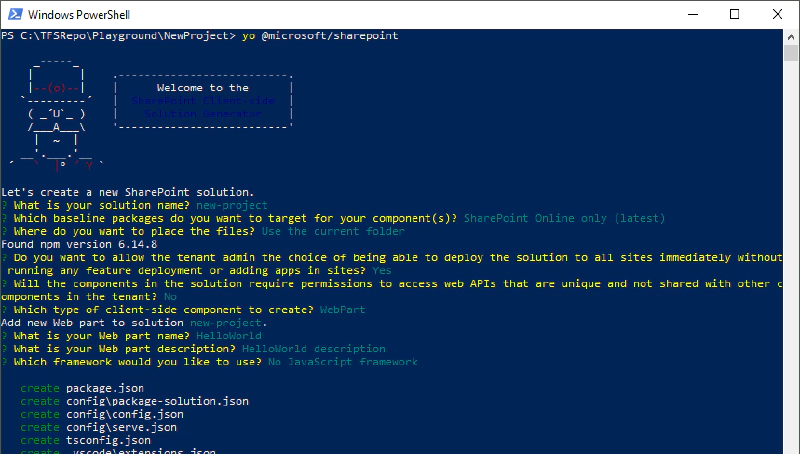 Windows PowerShell
PS C:\TFSRepo\Playground\NewProject> yo @microsoft/sharepoint
Welcome to the
SharePoint Client-side
Solution Generator
Let's create a new SharePoint solution.
? What is your solution name? new-project
? Which baseline packages do you want to target for your component(s)? SharePoint Online only (latest)
? Where do you want to place the files? Use the current folder
Found npm version 6.14.8
? Do you want to allow the tenant admin the choice of being able to deploy the solution to all sites immediately without
running any feature deployment or adding apps in sites? Yes
? Will the components in the solution require permissions to access web APIs that are unique and not shared with other c
omponents in the tenant? No
? Which type of client-side component to create? WebPart
Add new Web part to solution new-project.
? What is your Web part name? HelloWorld
? What is your Web part description? HelloWorld description
? Which framework would you like to use? No JavaScript framework
create package.json
create config\package-solution.json
create config\config.json
create config\serve.json
create tsconfig.json
create .vscode\extensions.json